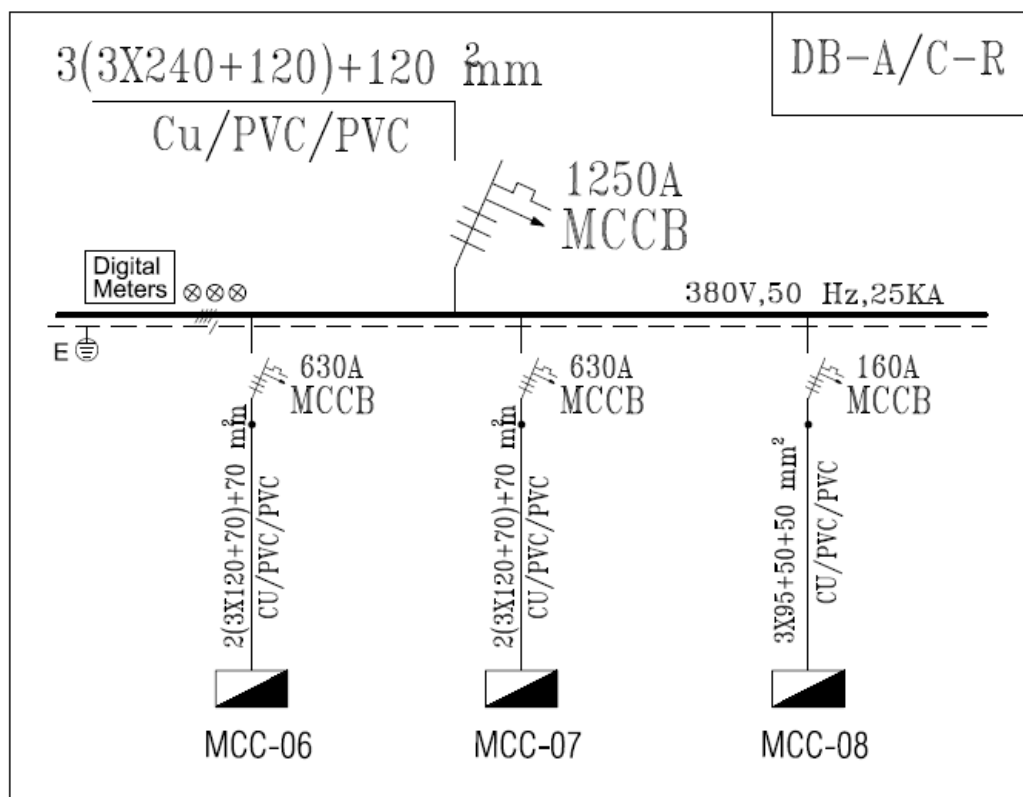 3(3X240+120)+120 mm²
Cu/PVC/PVC
DB-A/C-R
1250A
MCCB
Digital
Meters
380V,50 Hz,25KA
E
630A
MCCB
630A
MCCB
160A
MCCB
2(3X120+70)+70 mm²
CU/PVC/PVC
2(3X120+70)+70 mm²
CU/PVC/PVC
3X95+50+50 mm²
CU/PVC/PVC
MCC-06
MCC-07
MCC-08